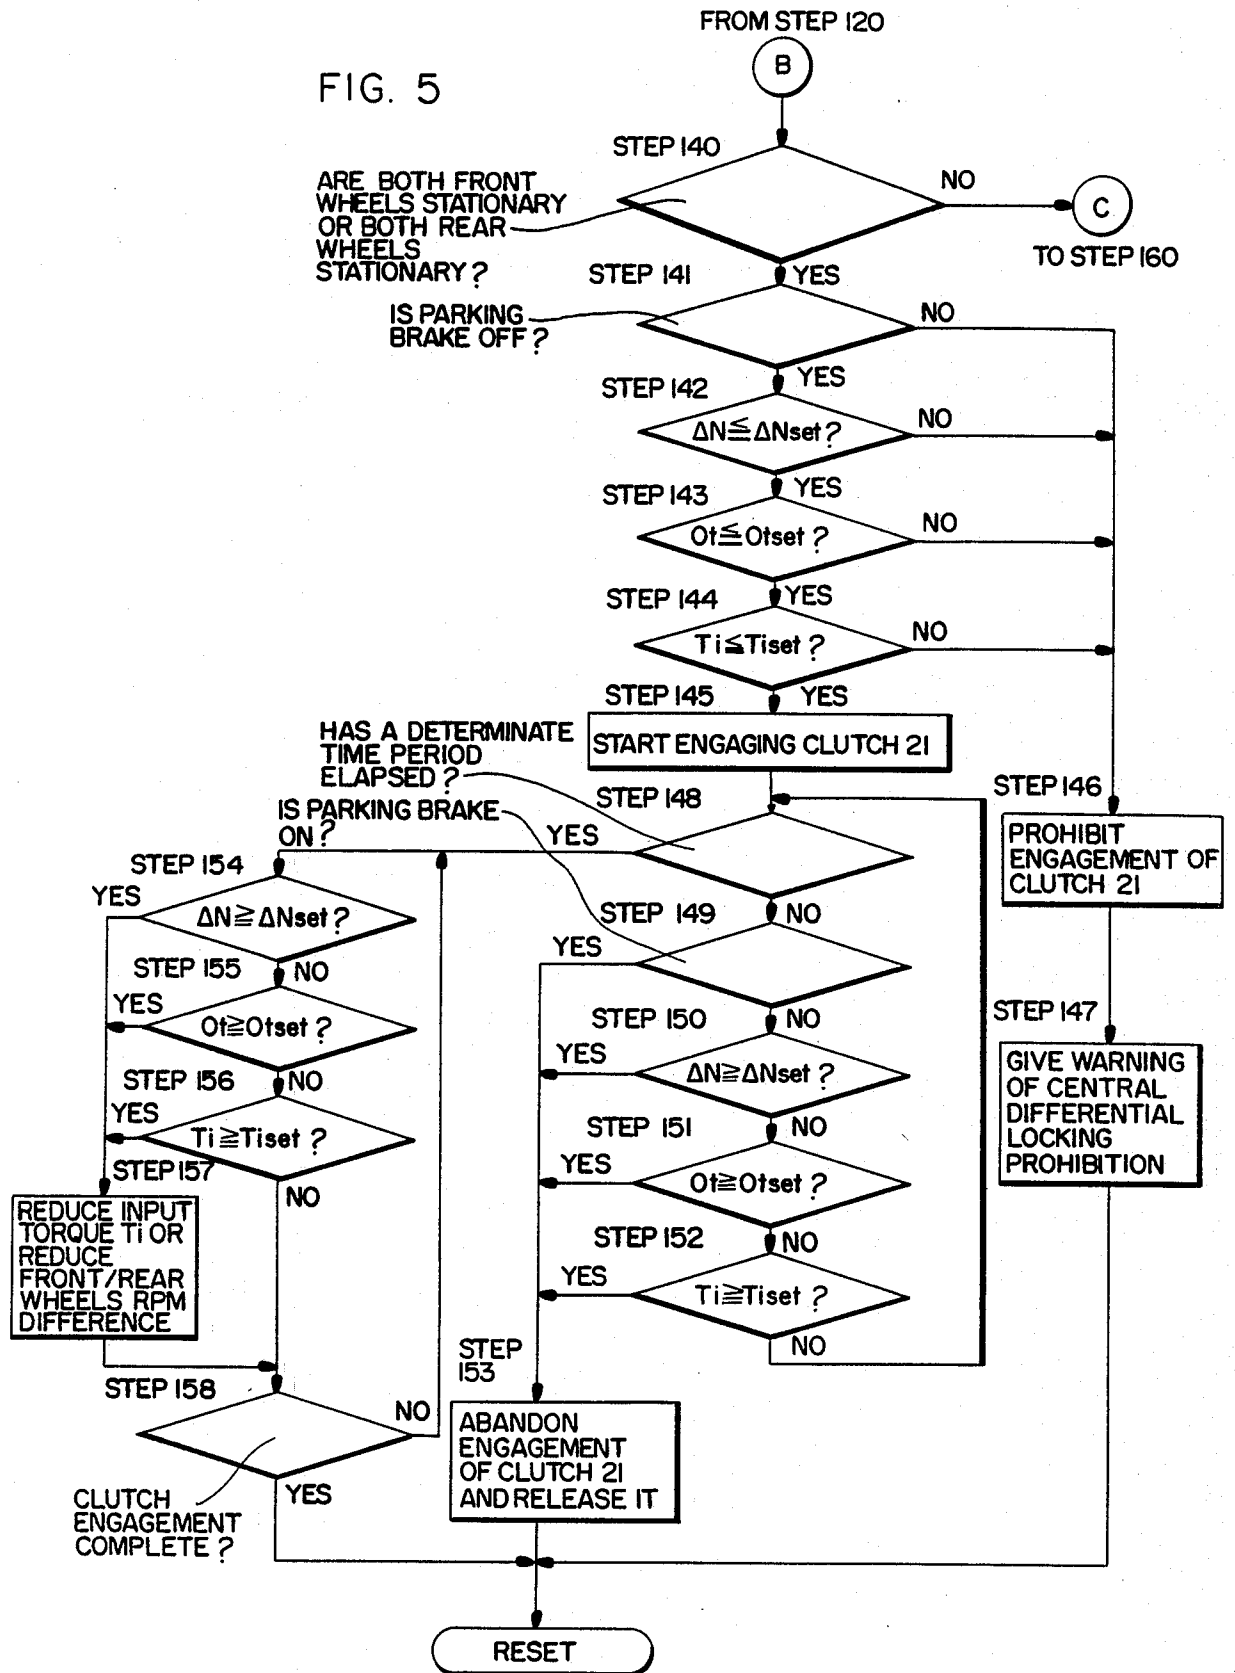 FROM STEP 120
B
FIG. 5
STEP 140
ARE BOTH FRONT
WHEELS STATIONARY
OR BOTH REAR
WHEELS
STATIONARY?
NO
C
TO STEP 160
YES
STEP 141
IS PARKING
BRAKE OFF?
NO
YES
STEP 142
ΔN≦ΔNset?
NO
YES
STEP 143
Ot≦Otset?
NO
YES
STEP 144
Ti≦Tiset?
NO
YES
STEP 145
START ENGAGING CLUTCH 21
HAS A DETERMINATE
TIME PERIOD
ELAPSED?
STEP 148
YES
NO
IS PARKING BRAKE
ON?
STEP 149
YES
NO
STEP 150
ΔN≧ΔNset?
YES
NO
STEP 151
Ot≧Otset?
YES
NO
STEP 152
Ti≧Tiset?
YES
NO
STEP
153
ABANDON
ENGAGEMENT
OF CLUTCH 21
AND RELEASE IT
STEP 146
PROHIBIT
ENGAGEMENT OF
CLUTCH 21
STEP 147
GIVE WARNING
OF CENTRAL
DIFFERENTIAL
LOCKING
PROHIBITION
STEP 154
YES
ΔN≧ΔNset?
NO
STEP 155
YES
Ot≧Otset?
NO
STEP 156
YES
Ti≧Tiset?
NO
STEP 157
REDUCE INPUT
TORQUE Ti OR
REDUCE
FRONT/REAR
WHEELS RPM
DIFFERENCE
STEP 158
NO
YES
CLUTCH
ENGAGEMENT
COMPLETE?
RESET